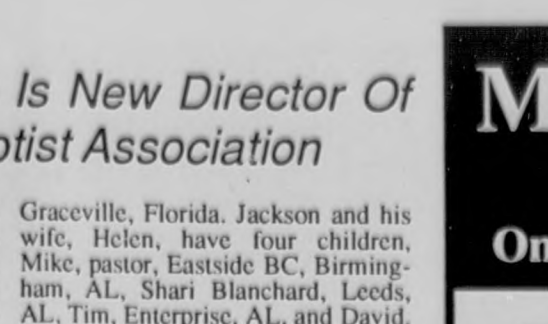 Is New Director Of
otist Association
Graceville, Florida. Jackson and his
wife, Helen, have four children,
Mike, pastor, Eastside BC, Birming-
ham, AL, Shari Blanchard, Leeds,
AL, Tim, Enterprise, AL, and David,
M
On